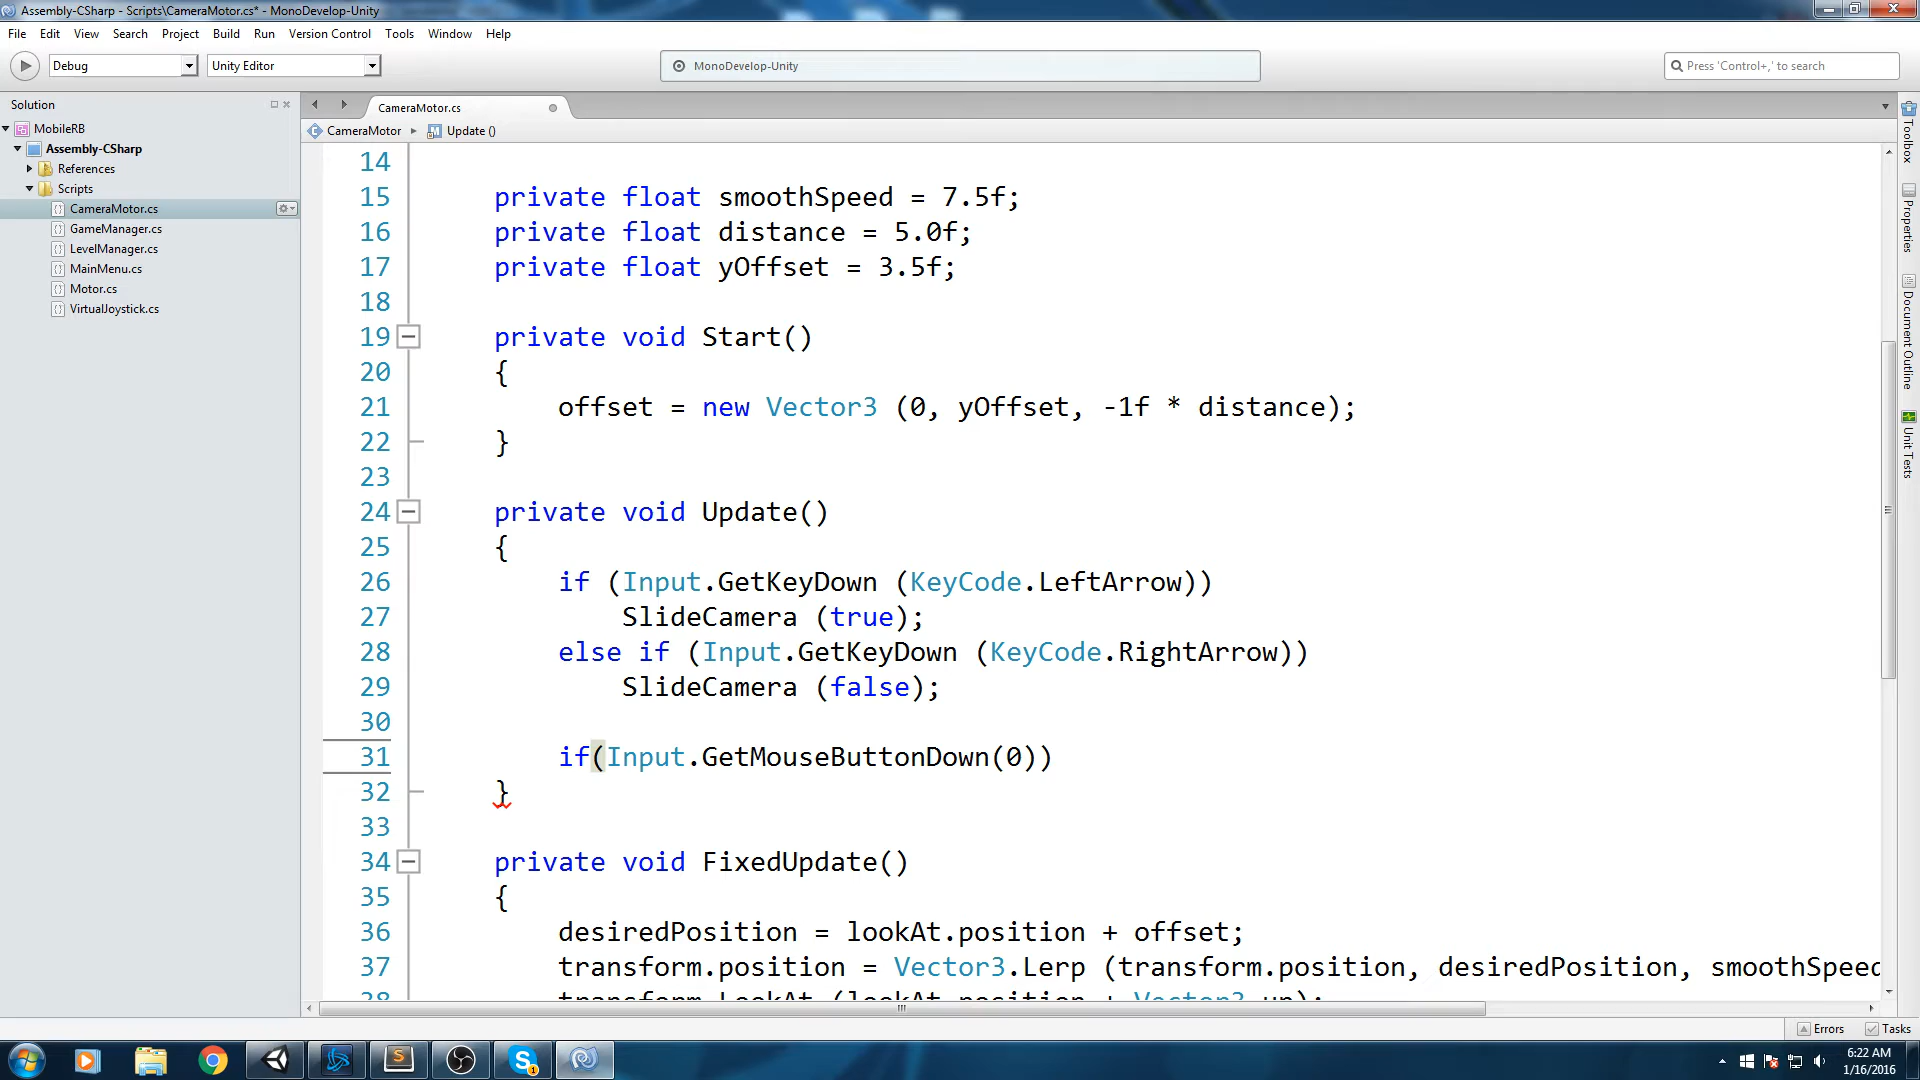 Assembly-CSharp - Scripts\CameraMotor.cs* - MonoDevelop-Unity
File Edit View Search Project Build Run Version Control Tools Window Help
Debug Unity Editor MonoDevelop-Unity Press 'Control+,' to search
Solution
MobileRB
Assembly-CSharp
References
Scripts
CameraMotor.cs
GameManager.cs
LevelManager.cs
MainMenu.cs
Motor.cs
VirtualJoystick.cs
CameraMotor.cs
CameraMotor Update ()
14
15 private float smoothSpeed = 7.5f;
16 private float distance = 5.0f;
17 private float yOffset = 3.5f;
18
19 private void Start()
20 {
21 offset = new Vector3 (0, yOffset, -1f * distance);
22 }
23
24 private void Update()
25 {
26 if (Input.GetKeyDown (KeyCode.LeftArrow))
27 SlideCamera (true);
28 else if (Input.GetKeyDown (KeyCode.RightArrow))
29 SlideCamera (false);
30
31 if(Input.GetMouseButtonDown(0))
32 }
33
34 private void FixedUpdate()
35 {
36 desiredPosition = lookAt.position + offset;
37 transform.position = Vector3.Lerp (transform.position, desiredPosition, smoothSpeed
38 transform.LookAt (lookAt.position + Vector3.up);
Toolbox
Properties
Document Outline
Unit Tests
Errors Tasks
6:22 AM
1/16/2016